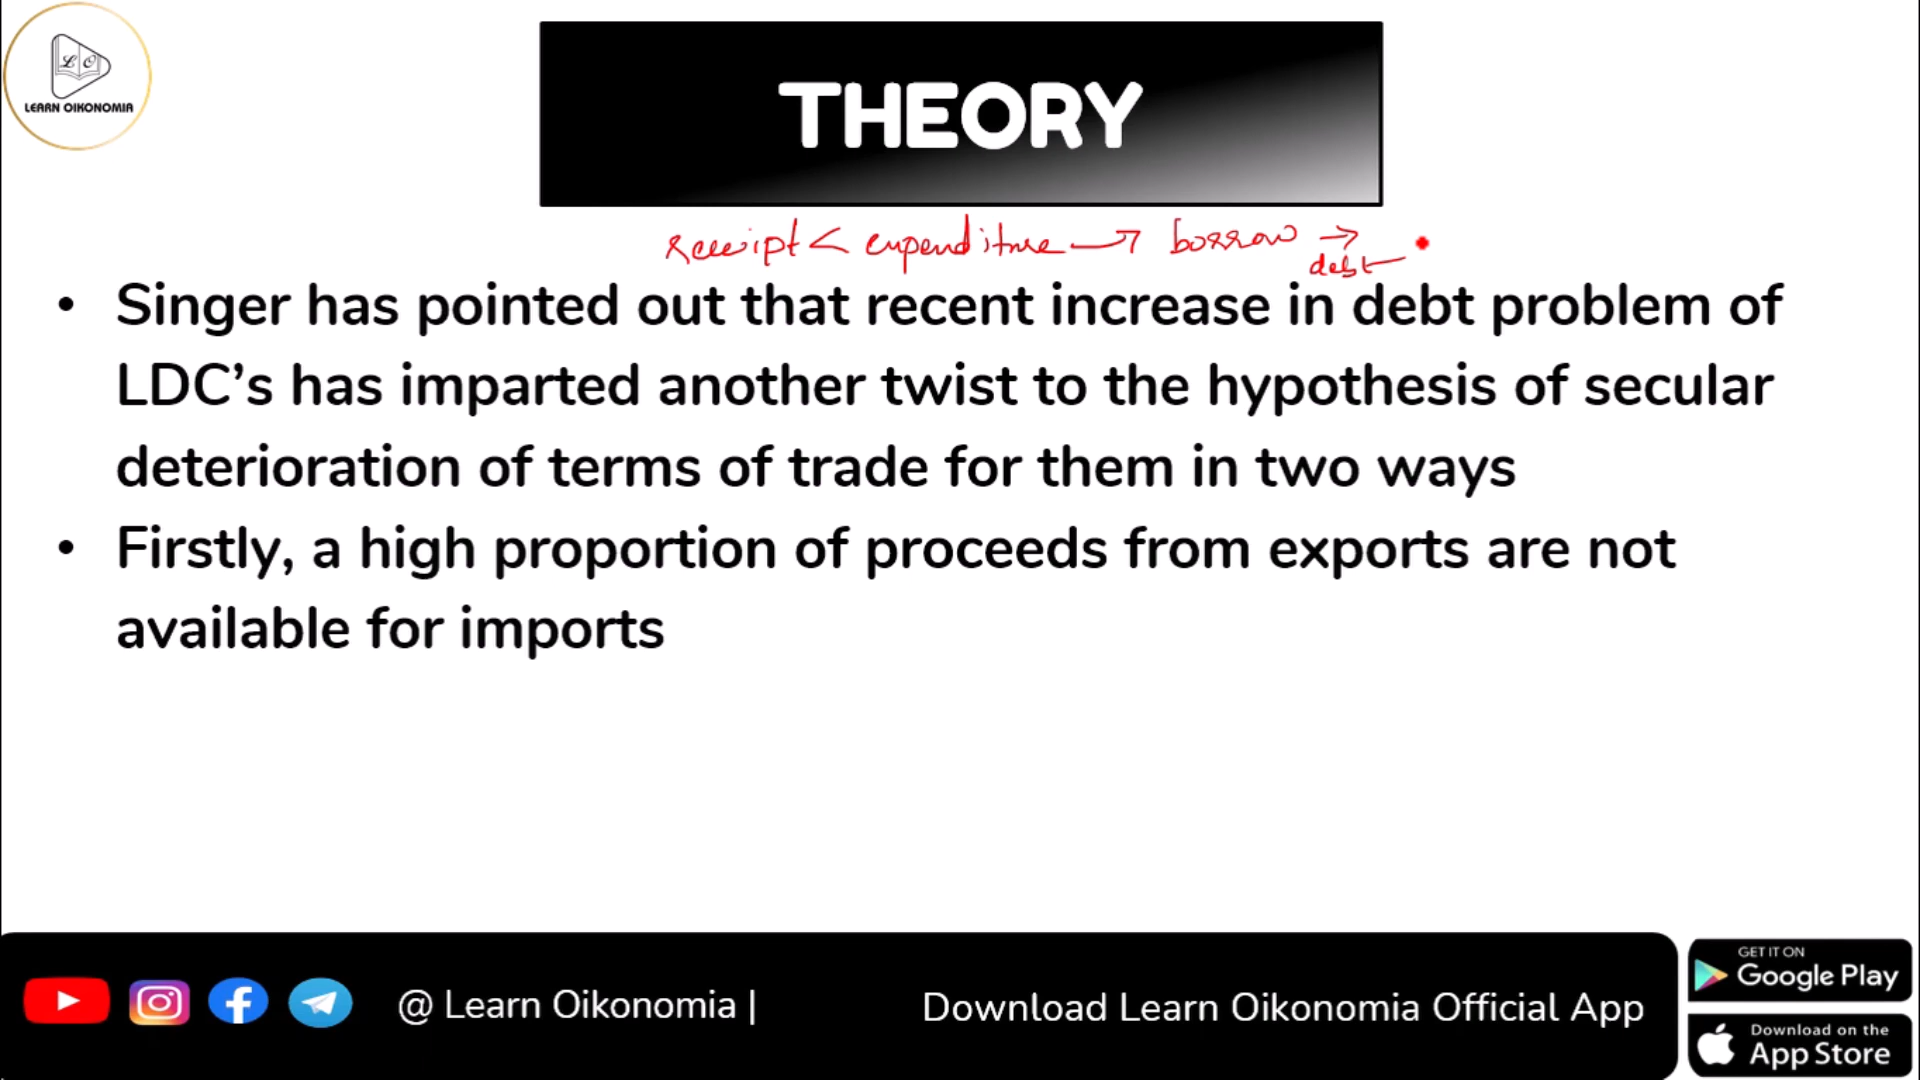 LO
LEARN OIKONOMIA
THEORY
receipt < expenditure → borrow →
debt
• Singer has pointed out that recent increase in debt problem of
LDC’s has imparted another twist to the hypothesis of secular
deterioration of terms of trade for them in two ways
• Firstly, a high proportion of proceeds from exports are not
available for imports
@ Learn Oikonomia |
Download Learn Oikonomia Official App
GET IT ON
Google Play
Download on the
App Store